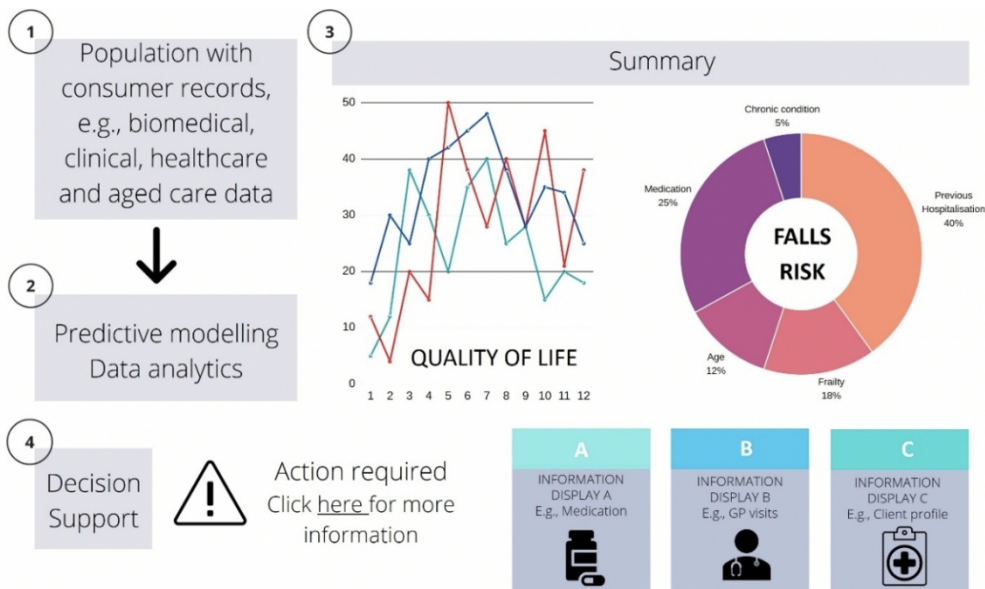 1
Population with
consumer records,
e.g., biomedical,
clinical, healthcare
and aged care data
2
Predictive modelling
Data analytics
3
Summary
50
40
30
20
10
0
1 2 3 4 5 6 7 8 9 10 11 12
QUALITY OF LIFE
Chronic condition
5%
Medication
25%
Previous
Hospitalisation
40%
FALLS
RISK
Age
12%
Frailty
18%
4
Decision
Support
!
Action required
Click here for more
information
A
INFORMATION
DISPLAY A
E.g., Medication
B
INFORMATION
DISPLAY B
E.g., GP visits
C
INFORMATION
DISPLAY C
E.g., Client profile